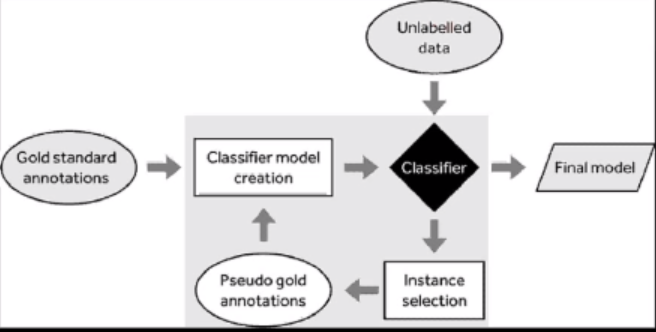 Unlabelled
data
Gold standard
annotations
Classifier model
creation
Classifier
Final model
Pseudo gold
annotations
Instance
selection